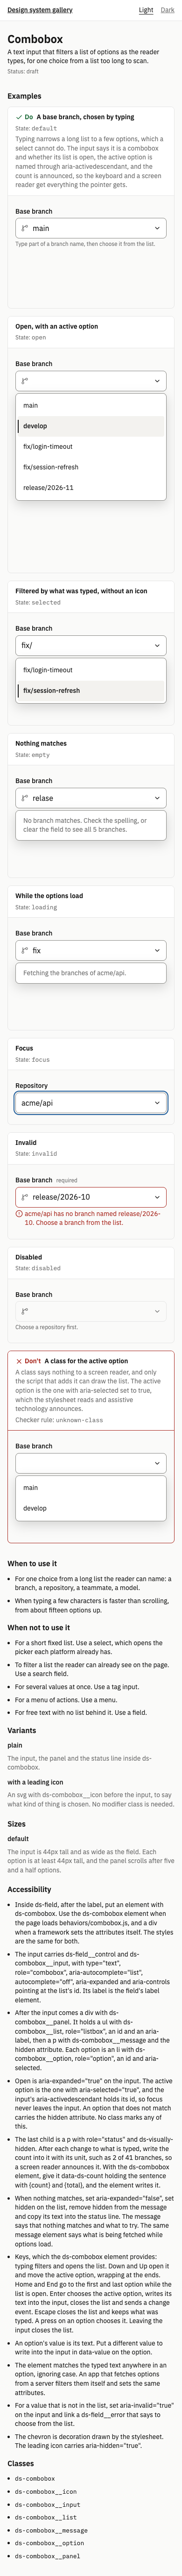 Design system gallery
Light
Dark
Combobox
A text input that filters a list of options as the reader
types, for one choice from a list too long to scan.
Status: draft
Examples
Do A base branch, chosen by typing
State: default
Typing narrows a long list to a few options, which a
select cannot do. The input says it is a combobox
and whether its list is open, the active option is
named through aria-activedescendant, and the
count is announced, so the keyboard and a screen
reader get everything the pointer gets.
Base branch
main
Type part of a branch name, then choose it from the list.
Open, with an active option
State: open
Base branch
main
develop
fix/login-timeout
fix/session-refresh
release/2026-11
Filtered by what was typed, without an icon
State: selected
Base branch
fix/
fix/login-timeout
fix/session-refresh
Nothing matches
State: empty
Base branch
relase
No branch matches. Check the spelling, or
clear the field to see all 5 branches.
While the options load
State: loading
Base branch
fix
Fetching the branches of acme/api.
Focus
State: focus
Repository
acme/api
Invalid
State: invalid
Base branch required
release/2026-10
acme/api has no branch named release/2026-
10. Choose a branch from the list.
Disabled
State: disabled
Base branch
Choose a repository first.
Don't A class for the active option
A class says nothing to a screen reader, and only
the script that adds it can draw the list. The active
option is the one with aria-selected set to true,
which the stylesheet reads and assistive
technology announces.
Checker rule: unknown-class
Base branch
main
develop
When to use it
For one choice from a long list the reader can name: a
branch, a repository, a teammate, a model.
When typing a few characters is faster than scrolling,
from about fifteen options up.
When not to use it
For a short fixed list. Use a select, which opens the
picker each platform already has.
To filter a list the reader can already see on the page.
Use a search field.
For several values at once. Use a tag input.
For a menu of actions. Use a menu.
For free text with no list behind it. Use a field.
Variants
plain
The input, the panel and the status line inside ds-
combobox.
with a leading icon
An svg with ds-combobox__icon before the input, to say
what kind of thing is chosen. No modifier class is needed.
Sizes
default
The input is 44px tall and as wide as the field. Each
option is at least 44px tall, and the panel scrolls after five
and a half options.
Accessibility
Inside ds-field, after the label, put an element with
ds-combobox. Use the ds-combobox element when
the page loads behaviors/combobox.js, and a div
when a framework sets the attributes itself. The styles
are the same for both.
The input carries ds-field__control and ds-
combobox__input, with type="text",
role="combobox", aria-autocomplete="list",
autocomplete="off", aria-expanded and aria-controls
pointing at the list's id. Its label is the field's label
element.
After the input comes a div with ds-
combobox__panel. It holds a ul with ds-
combobox__list, role="listbox", an id and an aria-
label, then a p with ds-combobox__message and the
hidden attribute. Each option is an li with ds-
combobox__option, role="option", an id and aria-
selected.
Open is aria-expanded="true" on the input. The active
option is the one with aria-selected="true", and the
input's aria-activedescendant holds its id, so focus
never leaves the input. An option that does not match
carries the hidden attribute. No class marks any of
this.
The last child is a p with role="status" and ds-visually-
hidden. After each change to what is typed, write the
count into it with its unit, such as 2 of 41 branches, so
a screen reader announces it. With the ds-combobox
element, give it data-ds-count holding the sentence
with {count} and {total}, and the element writes it.
When nothing matches, set aria-expanded="false", set
hidden on the list, remove hidden from the message
and copy its text into the status line. The message
says that nothing matches and what to try. The same
message element says what is being fetched while
options load.
Keys, which the ds-combobox element provides:
typing filters and opens the list. Down and Up open it
and move the active option, wrapping at the ends.
Home and End go to the first and last option while the
list is open. Enter chooses the active option, writes its
text into the input, closes the list and sends a change
event. Escape closes the list and keeps what was
typed. A press on an option chooses it. Leaving the
input closes the list.
An option's value is its text. Put a different value to
write into the input in data-value on the option.
The element matches the typed text anywhere in an
option, ignoring case. An app that fetches options
from a server filters them itself and sets the same
attributes.
For a value that is not in the list, set aria-invalid="true"
on the input and link a ds-field__error that says to
choose from the list.
The chevron is decoration drawn by the stylesheet.
The leading icon carries aria-hidden="true".
Classes
ds-combobox
ds-combobox__icon
ds-combobox__input
ds-combobox__list
ds-combobox__message
ds-combobox__option
ds-combobox__panel